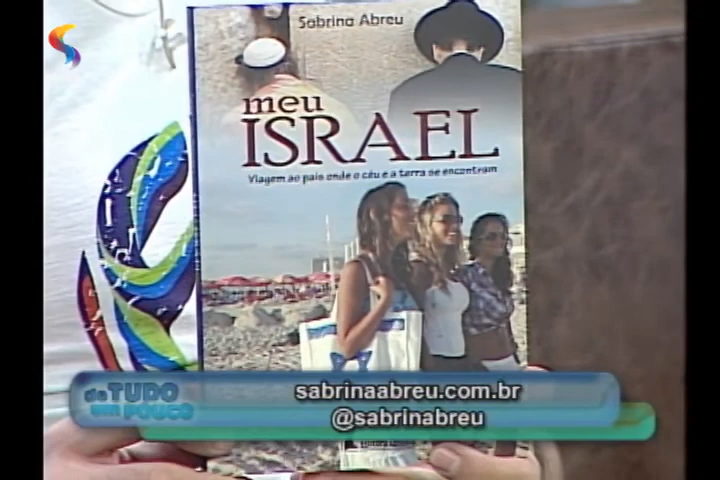 Sabrina Abreu
meu
ISRAEL
Viagem ao país onde o céu e a terra se encontram
de TUDO
um POUCO
sabrinaabreu.com.br
@sabrinabreu